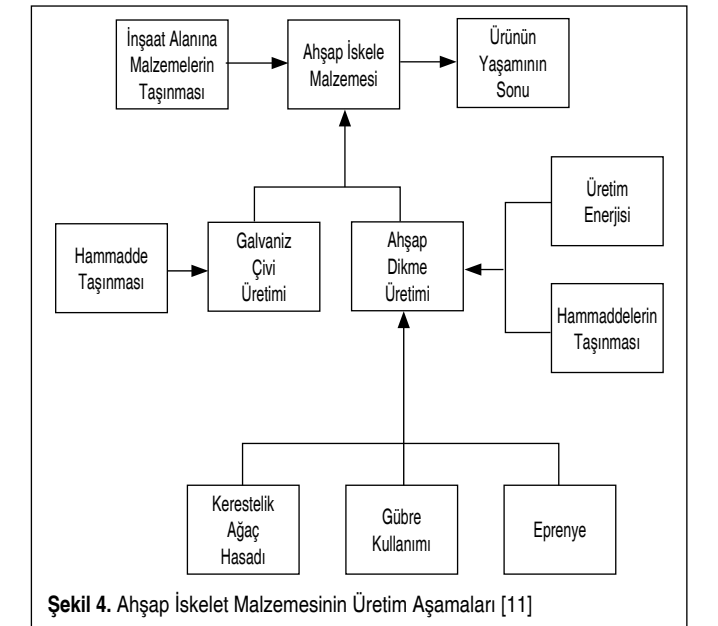 İnşaat Alanına
Malzemelerin
Taşınması
Ahşap İskele
Malzemesi
Ürünün
Yaşamının
Sonu
Üretim
Enerjisi
Hammadde
Taşınması
Galvaniz
Çivi
Üretimi
Ahşap
Dikme
Üretimi
Hammaddelerin
Taşınması
Kerestelik
Ağaç
Hasadı
Gübre
Kullanımı
Eprenye
Şekil 4. Ahşap İskelet Malzemesinin Üretim Aşamaları [11]